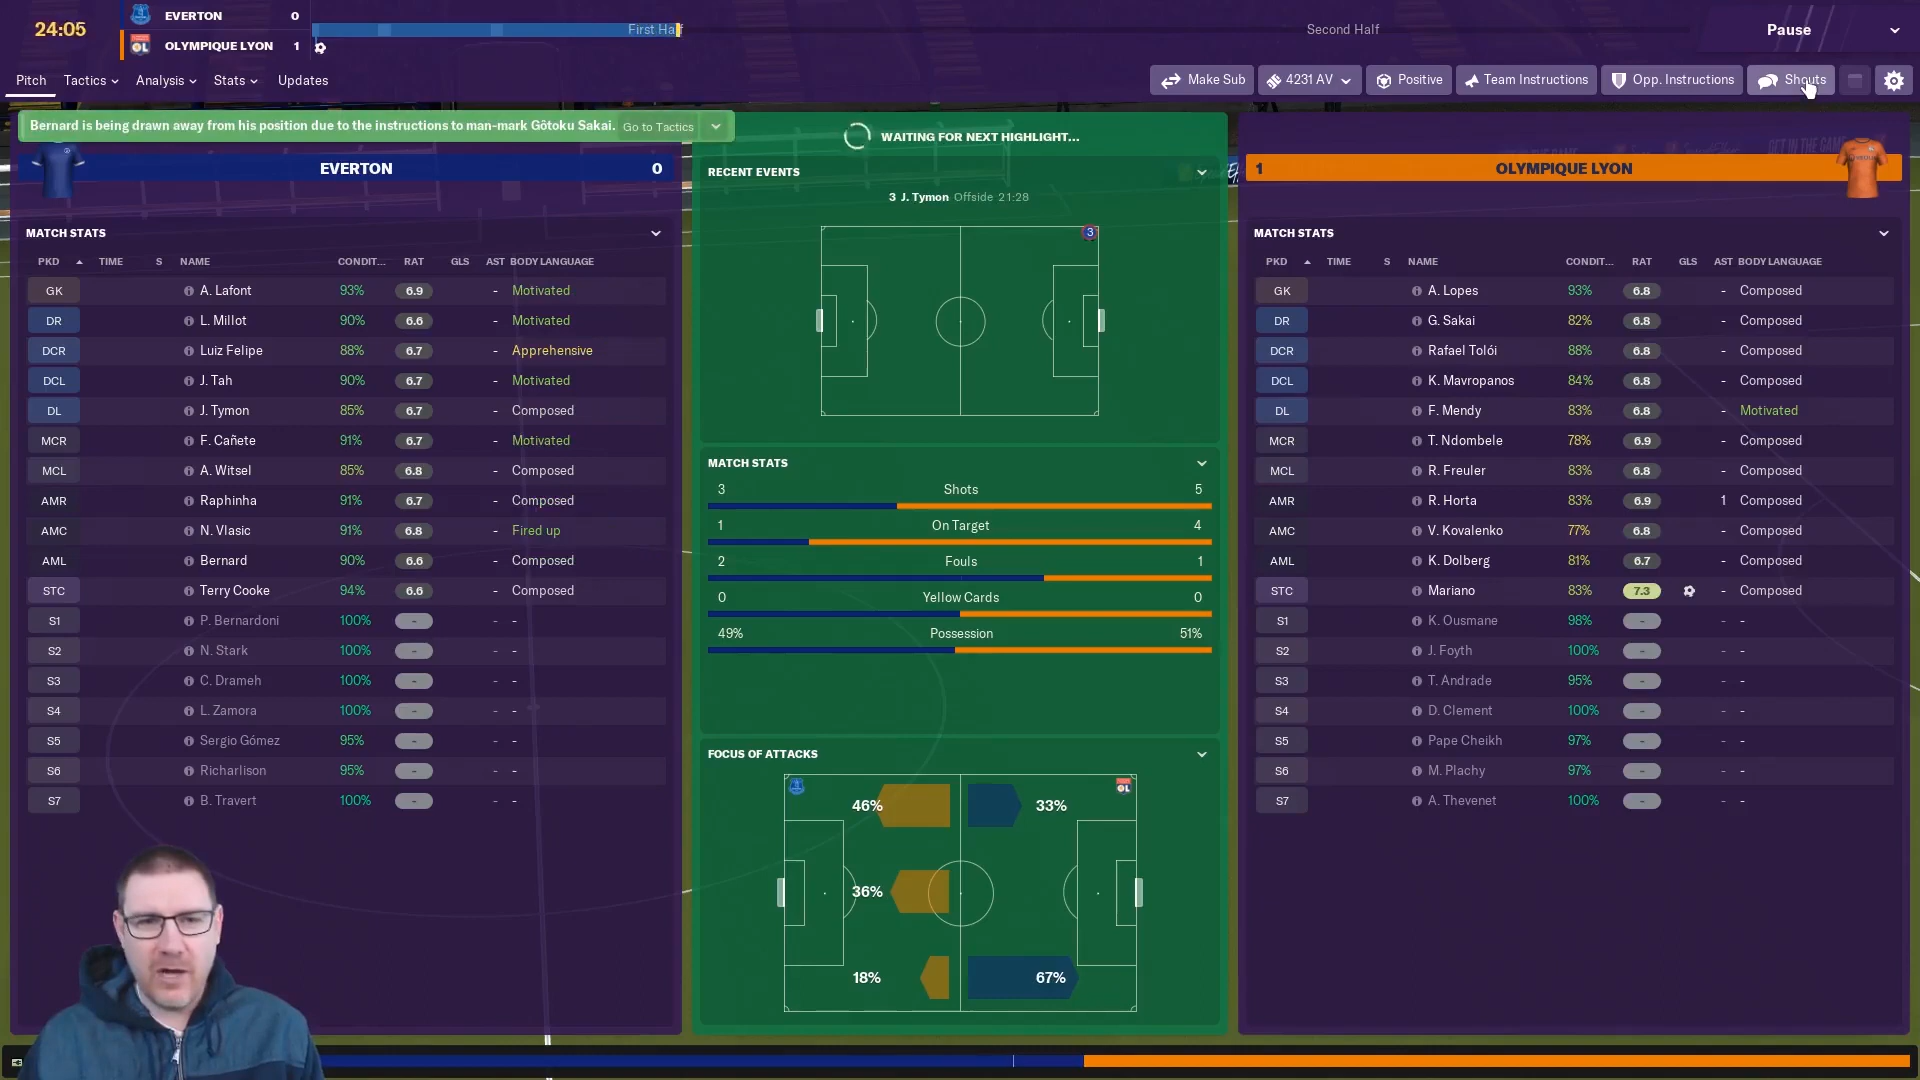 24:05
EVERTON 0
OLYMPIQUE LYON 1
First Half
Second Half
Pause
Pitch Tactics Analysis Stats Updates
Make Sub 4231 AV Positive Team Instructions Opp. Instructions Shouts
Bernard is being drawn away from his position due to the instructions to man-mark Gōtoku Sakai. Go to Tactics
EVERTON 0
MATCH STATS
PKD TIME S NAME CONDIT... RAT GLS AST BODY LANGUAGE
GK A. Lafont 93% 6.9 - Motivated
DR L. Millot 90% 6.6 - Motivated
DCR Luiz Felipe 88% 6.7 - Apprehensive
DCL J. Tah 90% 6.7 - Motivated
DL J. Tymon 85% 6.7 - Composed
MCR F. Cañete 91% 6.7 - Motivated
MCL A. Witsel 85% 6.8 - Composed
AMR Raphinha 91% 6.7 - Composed
AMC N. Vlasic 91% 6.8 - Fired up
AML Bernard 90% 6.6 - Composed
STC Terry Cooke 94% 6.6 - Composed
S1 P. Bernardoni 100% - - -
S2 N. Stark 100% - - -
S3 C. Drameh 100% - - -
S4 L. Zamora 100% - - -
S5 Sergio Gómez 95% - - -
S6 Richarlison 95% - - -
S7 B. Travert 100% - - -
WAITING FOR NEXT HIGHLIGHT...
RECENT EVENTS
3 J. Tymon Offside 21:28
3
MATCH STATS
3 Shots 5
1 On Target 4
2 Fouls 1
0 Yellow Cards 0
49% Possession 51%
FOCUS OF ATTACKS
OL
46% 33%
36%
18% 67%
1 OLYMPIQUE LYON
MATCH STATS
PKD TIME S NAME CONDIT... RAT GLS AST BODY LANGUAGE
GK A. Lopes 93% 6.8 - Composed
DR G. Sakai 82% 6.8 - Composed
DCR Rafael Tolói 88% 6.8 - Composed
DCL K. Mavropanos 84% 6.8 - Composed
DL F. Mendy 83% 6.8 - Motivated
MCR T. Ndombele 78% 6.9 - Composed
MCL R. Freuler 83% 6.8 - Composed
AMR R. Horta 83% 6.9 1 Composed
AMC V. Kovalenko 77% 6.8 - Composed
AML K. Dolberg 81% 6.7 - Composed
STC Mariano 83% 7.3 - Composed
S1 K. Ousmane 98% - - -
S2 J. Foyth 100% - - -
S3 T. Andrade 95% - - -
S4 D. Clement 100% - - -
S5 Pape Cheikh 97% - - -
S6 M. Plachy 97% - - -
S7 A. Thevenet 100% - - -